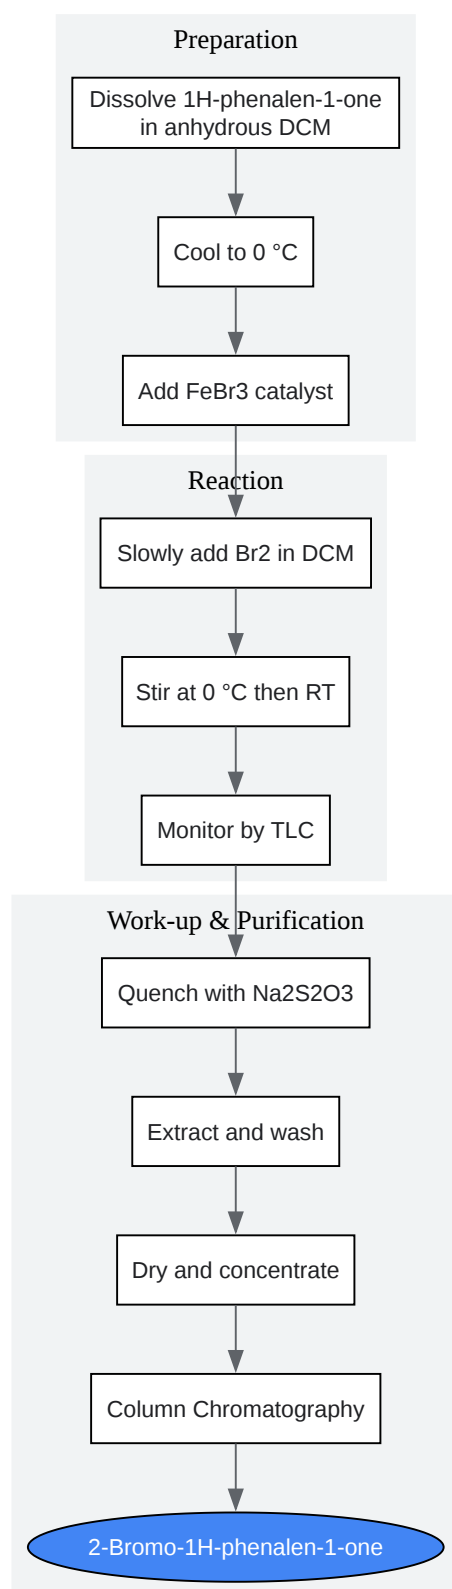 Preparation
Dissolve 1H-phenalen-1-one
in anhydrous DCM
Cool to 0 °C
Add FeBr3 catalyst
Reaction
Slowly add Br2 in DCM
Stir at 0 °C then RT
Monitor by TLC
Work-up & Purification
Quench with Na2S2O3
Extract and wash
Dry and concentrate
Column Chromatography
2-Bromo-1H-phenalen-1-one